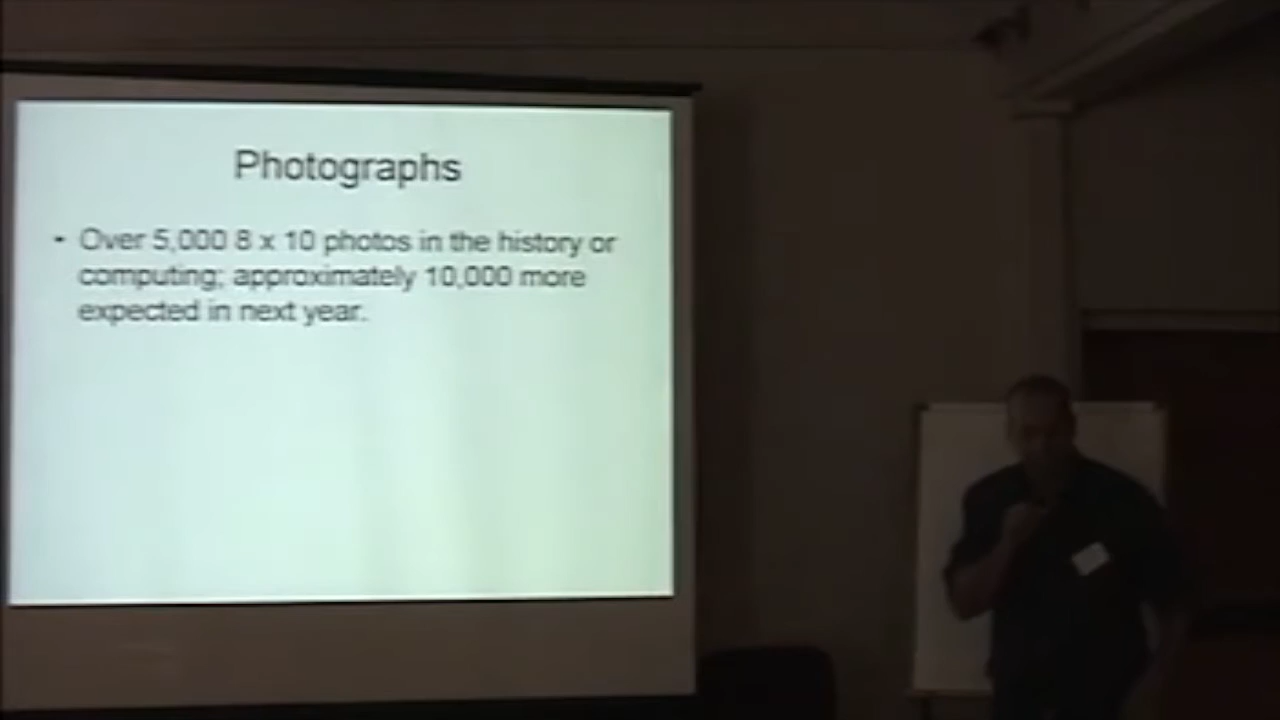 Photographs
• Over 5,000 8 x 10 photos in the history or
computing; approximately 10,000 more
expected in next year.